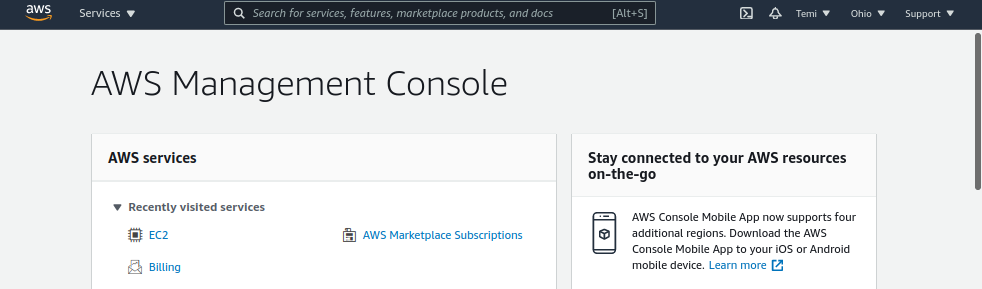 aws Services Search for services, features, marketplace products, and docs [Alt+S] Temi Ohio Support
AWS Management Console
AWS services
Recently visited services
EC2 AWS Marketplace Subscriptions
Billing
Stay connected to your AWS resources
on-the-go
AWS Console Mobile App now supports four
additional regions. Download the AWS
Console Mobile App to your iOS or Android
mobile device. Learn more